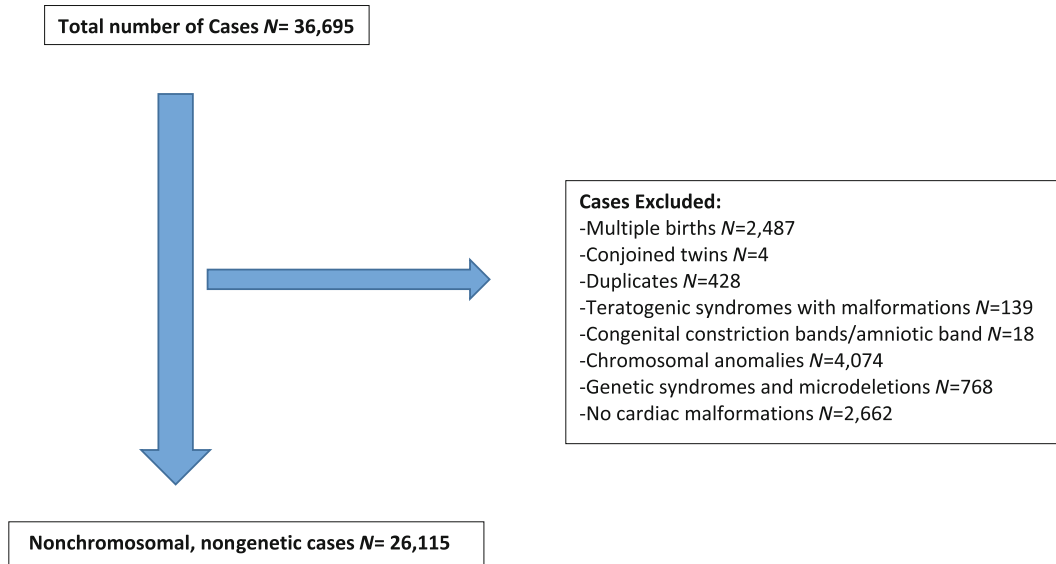 Total number of Cases N= 36,695
Cases Excluded:
-Multiple births N=2,487
-Conjoined twins N=4
-Duplicates N=428
-Teratogenic syndromes with malformations N=139
-Congenital constriction bands/amniotic band N=18
-Chromosomal anomalies N=4,074
-Genetic syndromes and microdeletions N=768
-No cardiac malformations N=2,662
Nonchromosomal, nongenetic cases N= 26,115